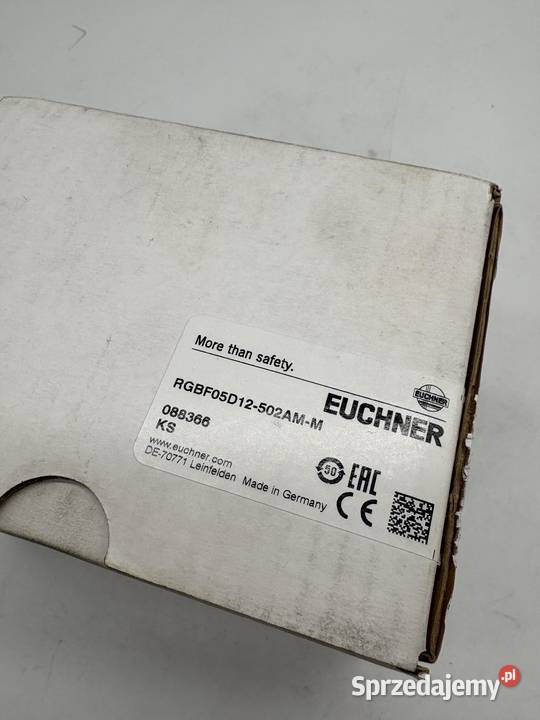 More than safety.
EUCHNER
RGBF05D12-502AM-M
EUCHNER
088366
KS
www.euchner.com
DE-70771 Leinfelden Made in Germany
50
EAC
CE
Sprzedajemy.pl